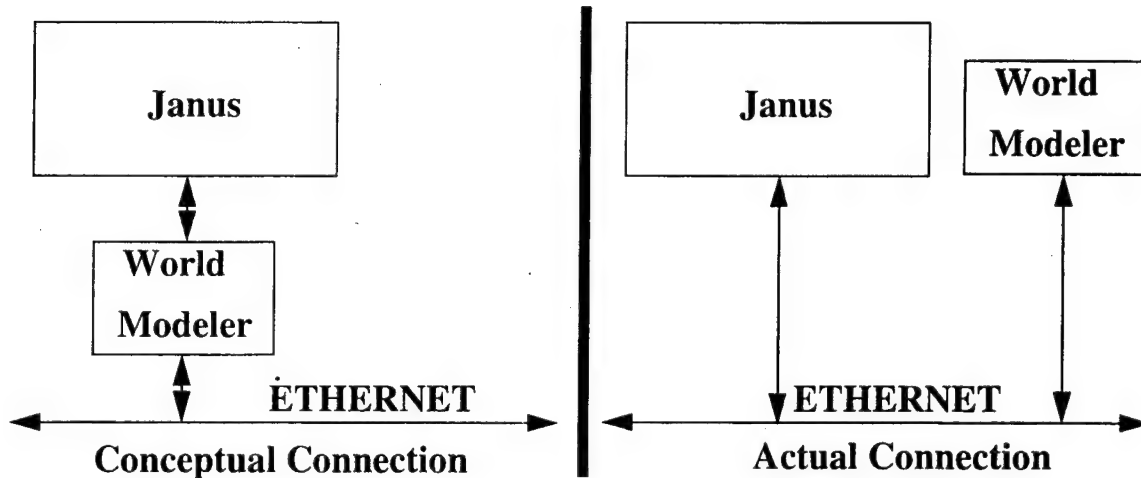 Janus
World
Modeler
ETHERNET
Conceptual Connection
Janus
World
Modeler
ETHERNET
Actual Connection